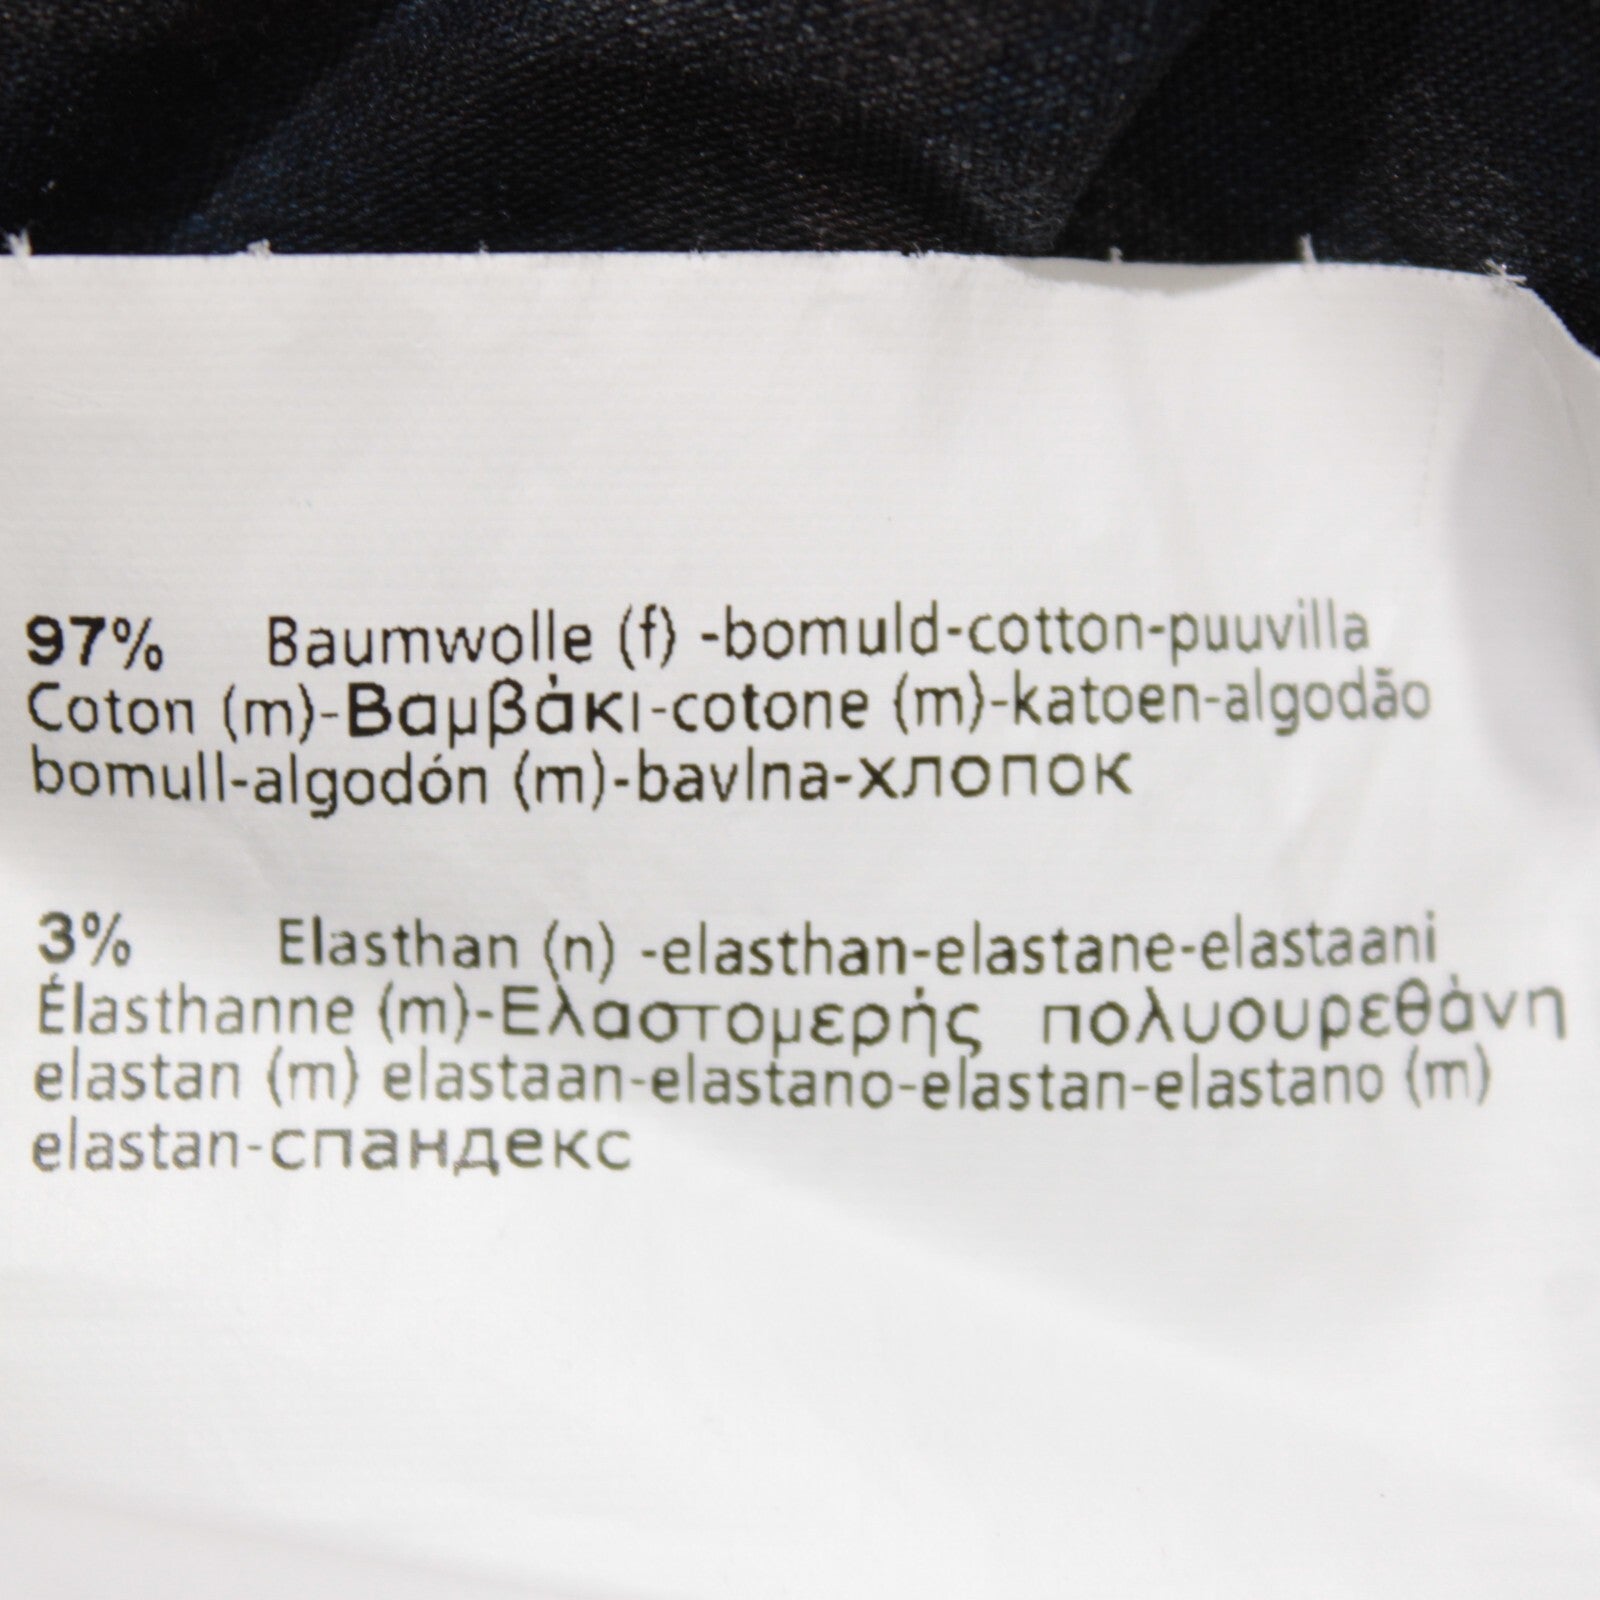 97% Baumwolle (f) -bomuld-cotton-puuvilla
Coton (m)-Βαμβάκι-cotone (m)-katoen-algodão
bomull-algodón (m)-bavlna-хлопок
3% Elasthan (n) -elasthan-elastane-elastaani
Élasthanne (m)-Ελαστομερής πολυουρεθάνη
elastan (m) elastaan-elastano-elastan-elastano (m)
elastan-спандекс